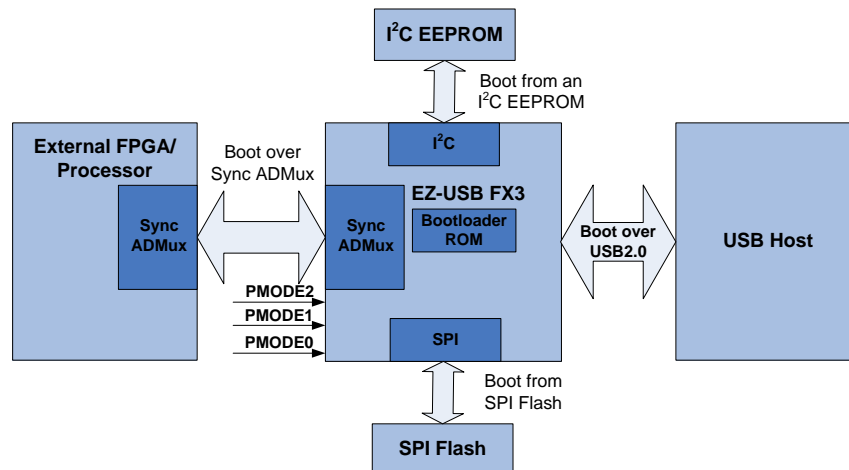 I²C EEPROM
Boot from an
I²C EEPROM
External FPGA/
Processor
Boot over
Sync ADMux
I²C
EZ-USB FX3
Bootloader
ROM
Sync
ADMux
Sync
ADMux
Boot over
USB2.0
USB Host
PMODE2
PMODE1
PMODE0
SPI
Boot from
SPI Flash
SPI Flash